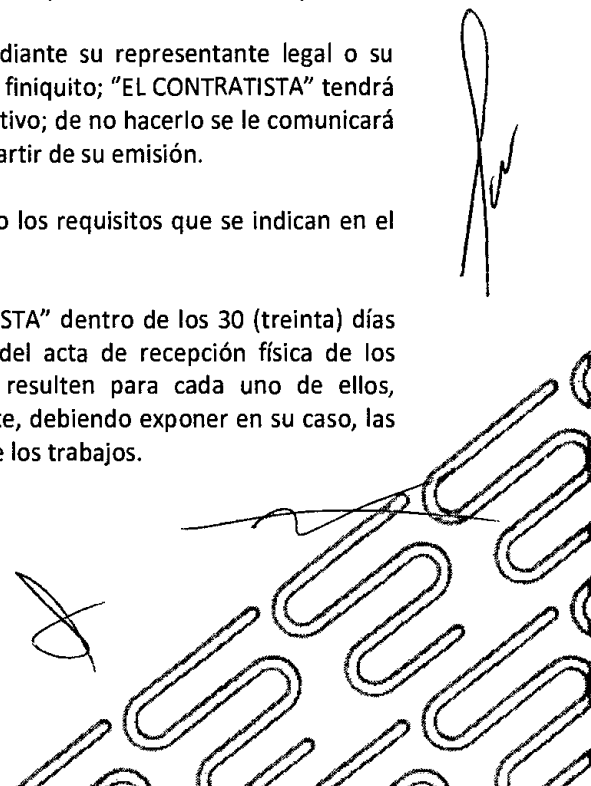 diante su representante legal o su
finiquito; "EL CONTRATISTA" tendrá
tivo; de no hacerlo se le comunicará
artir de su emisión.
o los requisitos que se indican en el
STA" dentro de los 30 (treinta) días
del acta de recepción física de los
resulten para cada uno de ellos,
te, debiendo exponer en su caso, las
e los trabajos.